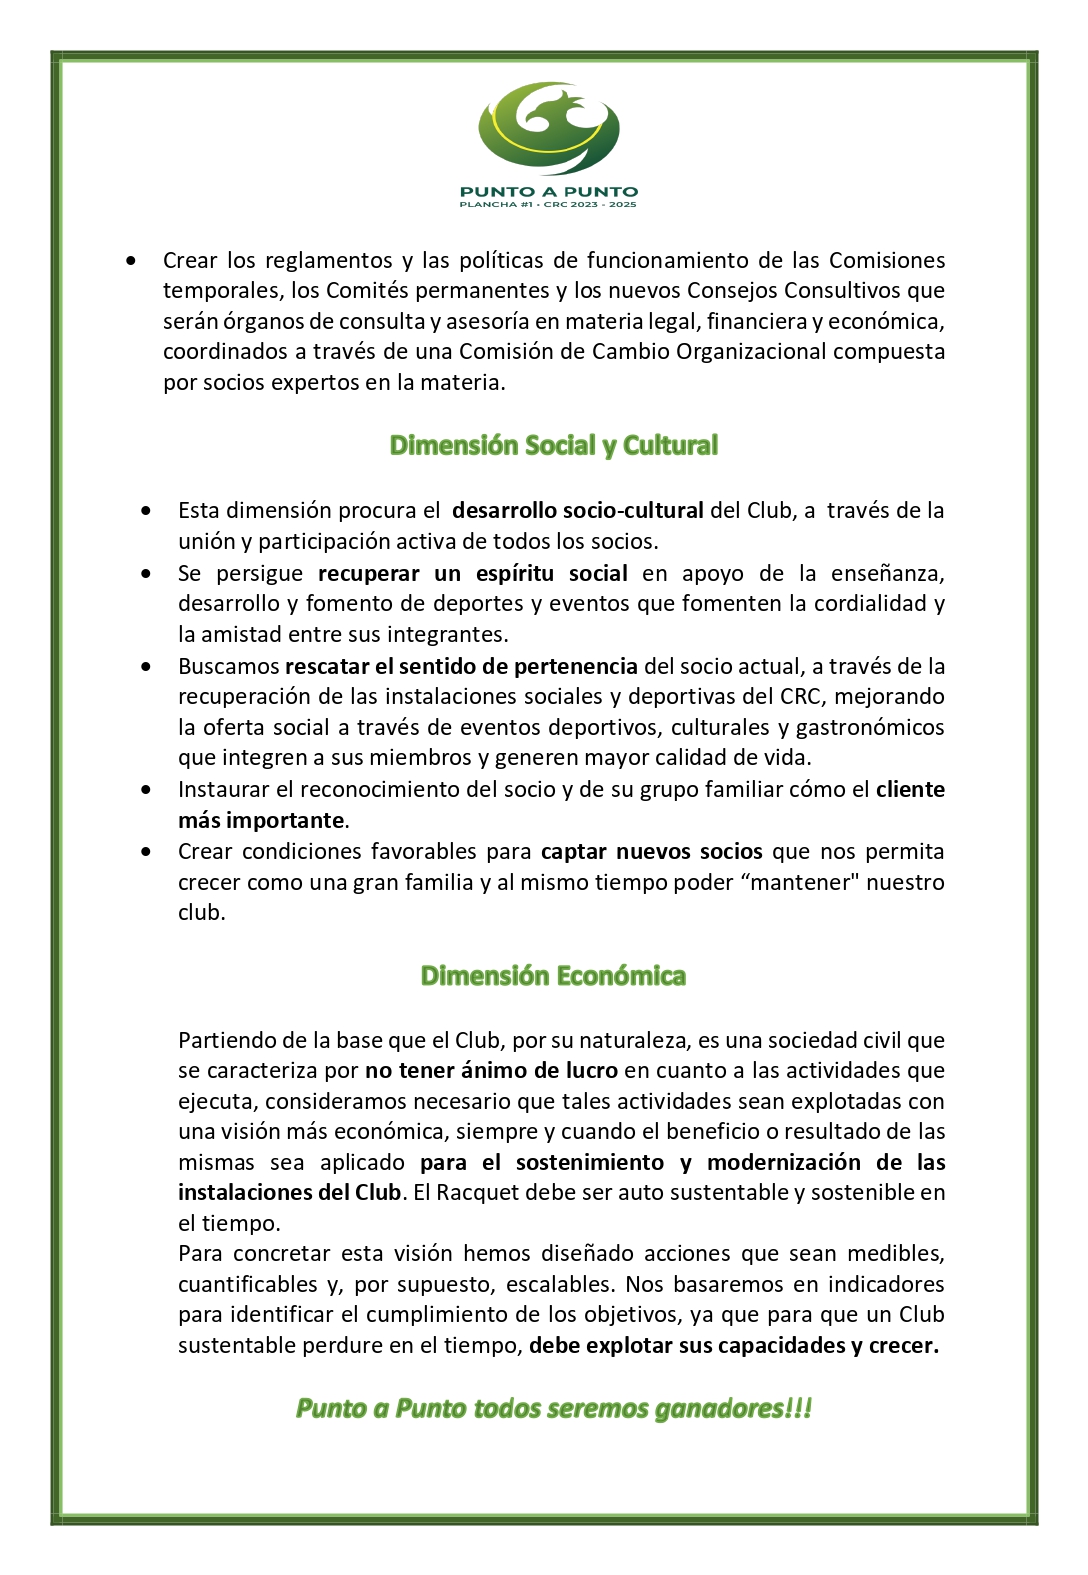 PUNTO A PUNTO
PLANCHA #1 - CRC 2023 - 2025
• Crear los reglamentos y las políticas de funcionamiento de las Comisiones
temporales, los Comités permanentes y los nuevos Consejos Consultivos que
serán órganos de consulta y asesoría en materia legal, financiera y económica,
coordinados a través de una Comisión de Cambio Organizacional compuesta
por socios expertos en la materia.
Dimensión Social y Cultural
• Esta dimensión procura el desarrollo socio-cultural del Club, a través de la
unión y participación activa de todos los socios.
• Se persigue recuperar un espíritu social en apoyo de la enseñanza,
desarrollo y fomento de deportes y eventos que fomenten la cordialidad y
la amistad entre sus integrantes.
• Buscamos rescatar el sentido de pertenencia del socio actual, a través de la
recuperación de las instalaciones sociales y deportivas del CRC, mejorando
la oferta social a través de eventos deportivos, culturales y gastronómicos
que integren a sus miembros y generen mayor calidad de vida.
• Instaurar el reconocimiento del socio y de su grupo familiar cómo el cliente
más importante.
• Crear condiciones favorables para captar nuevos socios que nos permita
crecer como una gran familia y al mismo tiempo poder “mantener" nuestro
club.
Dimensión Económica
Partiendo de la base que el Club, por su naturaleza, es una sociedad civil que
se caracteriza por no tener ánimo de lucro en cuanto a las actividades que
ejecuta, consideramos necesario que tales actividades sean explotadas con
una visión más económica, siempre y cuando el beneficio o resultado de las
mismas sea aplicado para el sostenimiento y modernización de las
instalaciones del Club. El Racquet debe ser auto sustentable y sostenible en
el tiempo.
Para concretar esta visión hemos diseñado acciones que sean medibles,
cuantificables y, por supuesto, escalables. Nos basaremos en indicadores
para identificar el cumplimiento de los objetivos, ya que para que un Club
sustentable perdure en el tiempo, debe explotar sus capacidades y crecer.
Punto a Punto todos seremos ganadores!!!